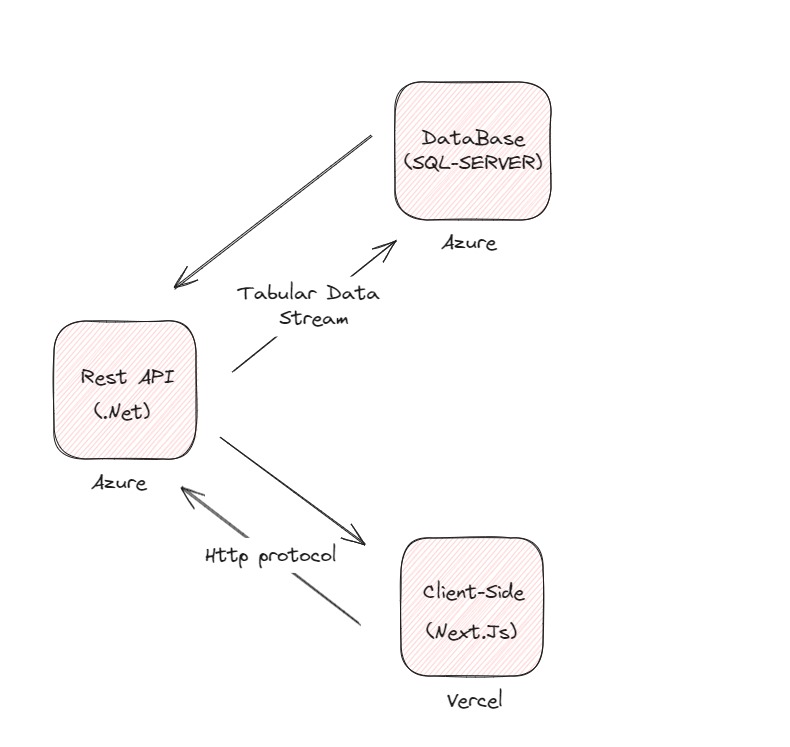 DataBase
(SQL-SERVER)
Azure
Tabular Data
Stream
Rest API
(.Net)
Azure
Http protocol
Client-Side
(Next.Js)
Vercel